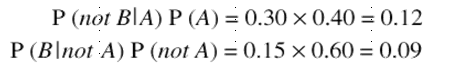 P (not B|A) P (A) = 0.30 × 0.40 = 0.12
P (B|not A) P (not A) = 0.15 × 0.60 = 0.09